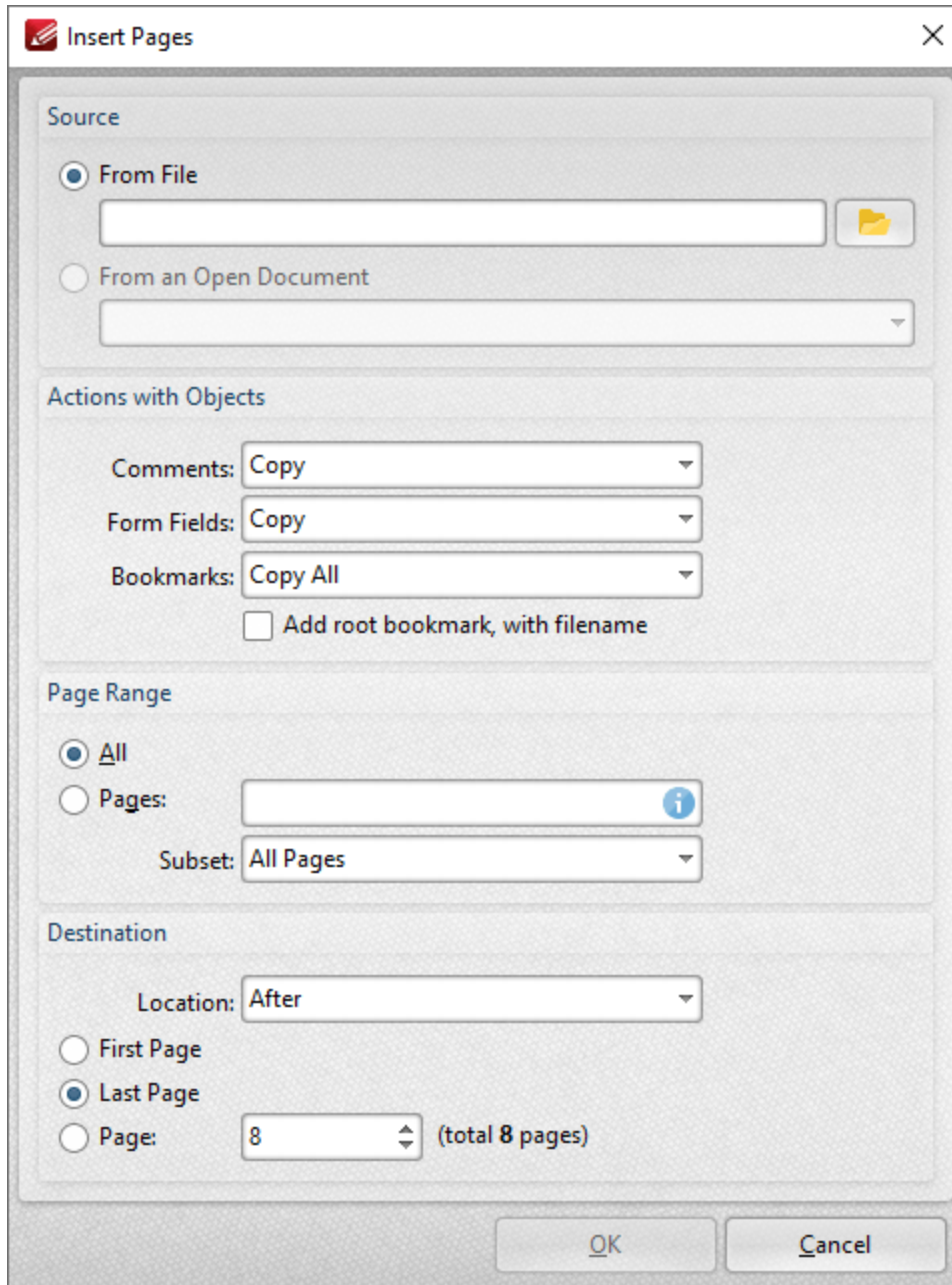 Insert Pages
Source
From File
From an Open Document
Actions with Objects
Comments: Copy
Form Fields: Copy
Bookmarks: Copy All
Add root bookmark, with filename
Page Range
All
Pages:
Subset: All Pages
Destination
Location: After
First Page
Last Page
Page: 8 (total 8 pages)
OK Cancel